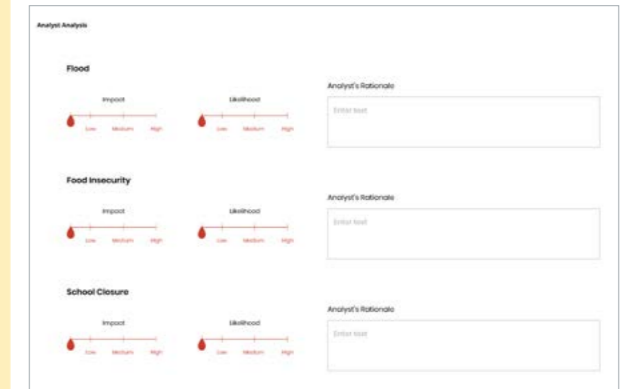 Analyst Analysis
Flood
Analyst's Rationale
Impact Likelihood
Enter text
Low Medium High Low Medium High
Food Insecurity
Analyst's Rationale
Impact Likelihood
Enter text
Low Medium High Low Medium High
School Closure
Analyst's Rationale
Impact Likelihood
Enter text
Low Medium High Low Medium High